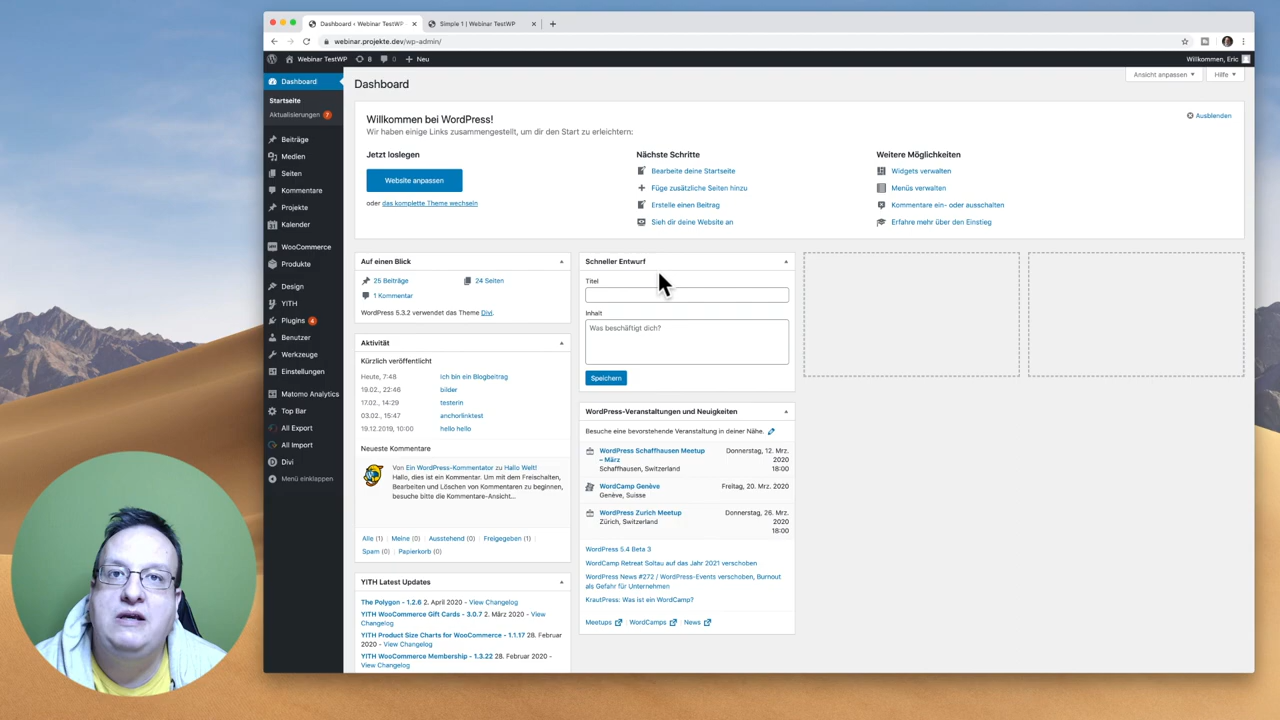 Dashboard ‹ Webinar TestWP
Simple 1 | Webinar TestWP
webinar.projekte.dev/wp-admin/
Webinar TestWP
8
0
Neu
Willkommen, Eric
Dashboard
Startseite
Aktualisierungen 7
Beiträge
Medien
Seiten
Kommentare
Projekte
Kalender
WooCommerce
Produkte
Design
YITH
Plugins 4
Benutzer
Werkzeuge
Einstellungen
Matomo Analytics
Top Bar
All Export
All Import
Divi
Menü einklappen
Dashboard
Ansicht anpassen
Hilfe
Willkommen bei WordPress!
Wir haben einige Links zusammengestellt, um dir den Start zu erleichtern:
Ausblenden
Jetzt loslegen
Website anpassen
oder das komplette Theme wechseln
Nächste Schritte
Bearbeite deine Startseite
Füge zusätzliche Seiten hinzu
Erstelle einen Beitrag
Sieh dir deine Website an
Weitere Möglichkeiten
Widgets verwalten
Menüs verwalten
Kommentare ein- oder ausschalten
Erfahre mehr über den Einstieg
Auf einen Blick
25 Beiträge
24 Seiten
1 Kommentar
WordPress 5.3.2 verwendet das Theme Divi.
Aktivität
Kürzlich veröffentlicht
Heute, 7:48 Ich bin ein Blogbeitrag
19.02., 22:46 bilder
17.02., 14:29 testerin
03.02., 15:47 anchorlinktest
19.12.2019, 10:00 hello hello
Neueste Kommentare
Von Ein WordPress-Kommentator zu Hallo Welt!
Hallo, dies ist ein Kommentar. Um mit dem Freischalten,
Bearbeiten und Löschen von Kommentaren zu beginnen,
besuche bitte die Kommentare-Ansicht...
Alle (1) | Meine (0) | Ausstehend (0) | Freigegeben (1) |
Spam (0) | Papierkorb (0)
YITH Latest Updates
The Polygon - 1.2.6 2. April 2020 - View Changelog
YITH WooCommerce Gift Cards - 3.0.7 2. März 2020 - View
Changelog
YITH Product Size Charts for WooCommerce - 1.1.17 28. Februar
2020 - View Changelog
YITH WooCommerce Membership - 1.3.22 28. Februar 2020 -
View Changelog
Schneller Entwurf
Titel
Inhalt
Was beschäftigt dich?
Speichern
WordPress-Veranstaltungen und Neuigkeiten
Besuche eine bevorstehende Veranstaltung in deiner Nähe.
WordPress Schaffhausen Meetup
– März
Schaffhausen, Switzerland
Donnerstag, 12. Mrz.
2020
18:00
WordCamp Genève
Genève, Suisse
Freitag, 20. Mrz. 2020
WordPress Zurich Meetup
Zürich, Switzerland
Donnerstag, 26. Mrz.
2020
18:00
WordPress 5.4 Beta 3
WordCamp Retreat Soltau auf das Jahr 2021 verschoben
WordPress News #272 / WordPress-Events verschoben, Burnout
als Gefahr für Unternehmen
KrautPress: Was ist ein WordCamp?
Meetups | WordCamps | News